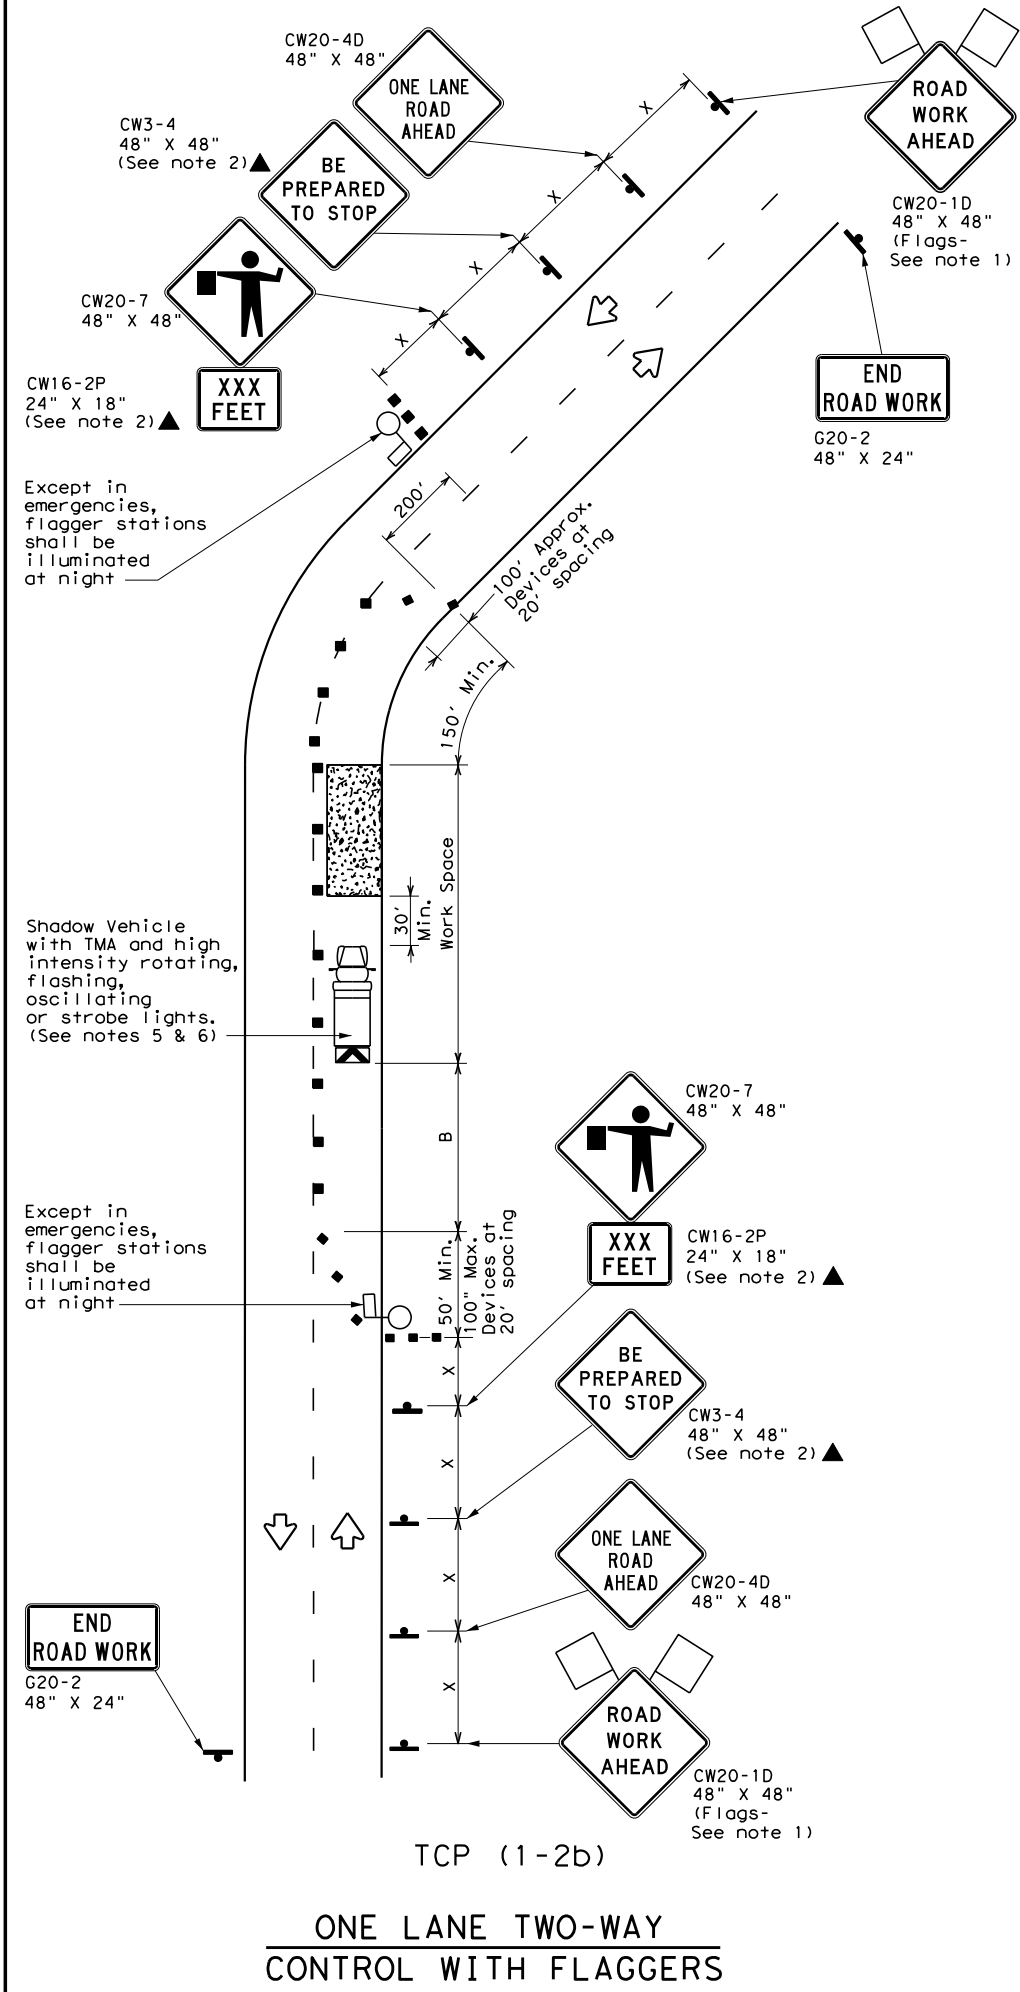 CW20-4D
48" X 48"
ONE LANE
ROAD
AHEAD
ROAD
WORK
AHEAD
CW20-1D
48" X 48"
(Flags-
See note 1)
X
CW3-4
48" X 48"
(See note 2)
BE
PREPARED
TO STOP
X
X
CW20-7
48" X 48"
X
CW16-2P
24" X 18"
(See note 2)
XXX
FEET
END
ROAD WORK
G20-2
48" X 24"
Except in
emergencies,
flagger stations
shall be
illuminated
at night
200'
100' Approx.
Devices at
20' spacing
150' Min.
Work Space
30'
Min.
Shadow Vehicle
with TMA and high
intensity rotating,
flashing,
oscillating
or strobe lights.
(See notes 5 & 6)
B
CW20-7
48" X 48"
Except in
emergencies,
flagger stations
shall be
illuminated
at night
50' Min.
100" Max.
Devices at
20' spacing
XXX
FEET
CW16-2P
24" X 18"
(See note 2)
X
BE
PREPARED
TO STOP
CW3-4
48" X 48"
(See note 2)
X
ONE LANE
ROAD
AHEAD
CW20-4D
48" X 48"
X
END
ROAD WORK
G20-2
48" X 24"
X
ROAD
WORK
AHEAD
CW20-1D
48" X 48"
(Flags-
See note 1)
TCP (1-2b)
ONE LANE TWO-WAY
CONTROL WITH FLAGGERS